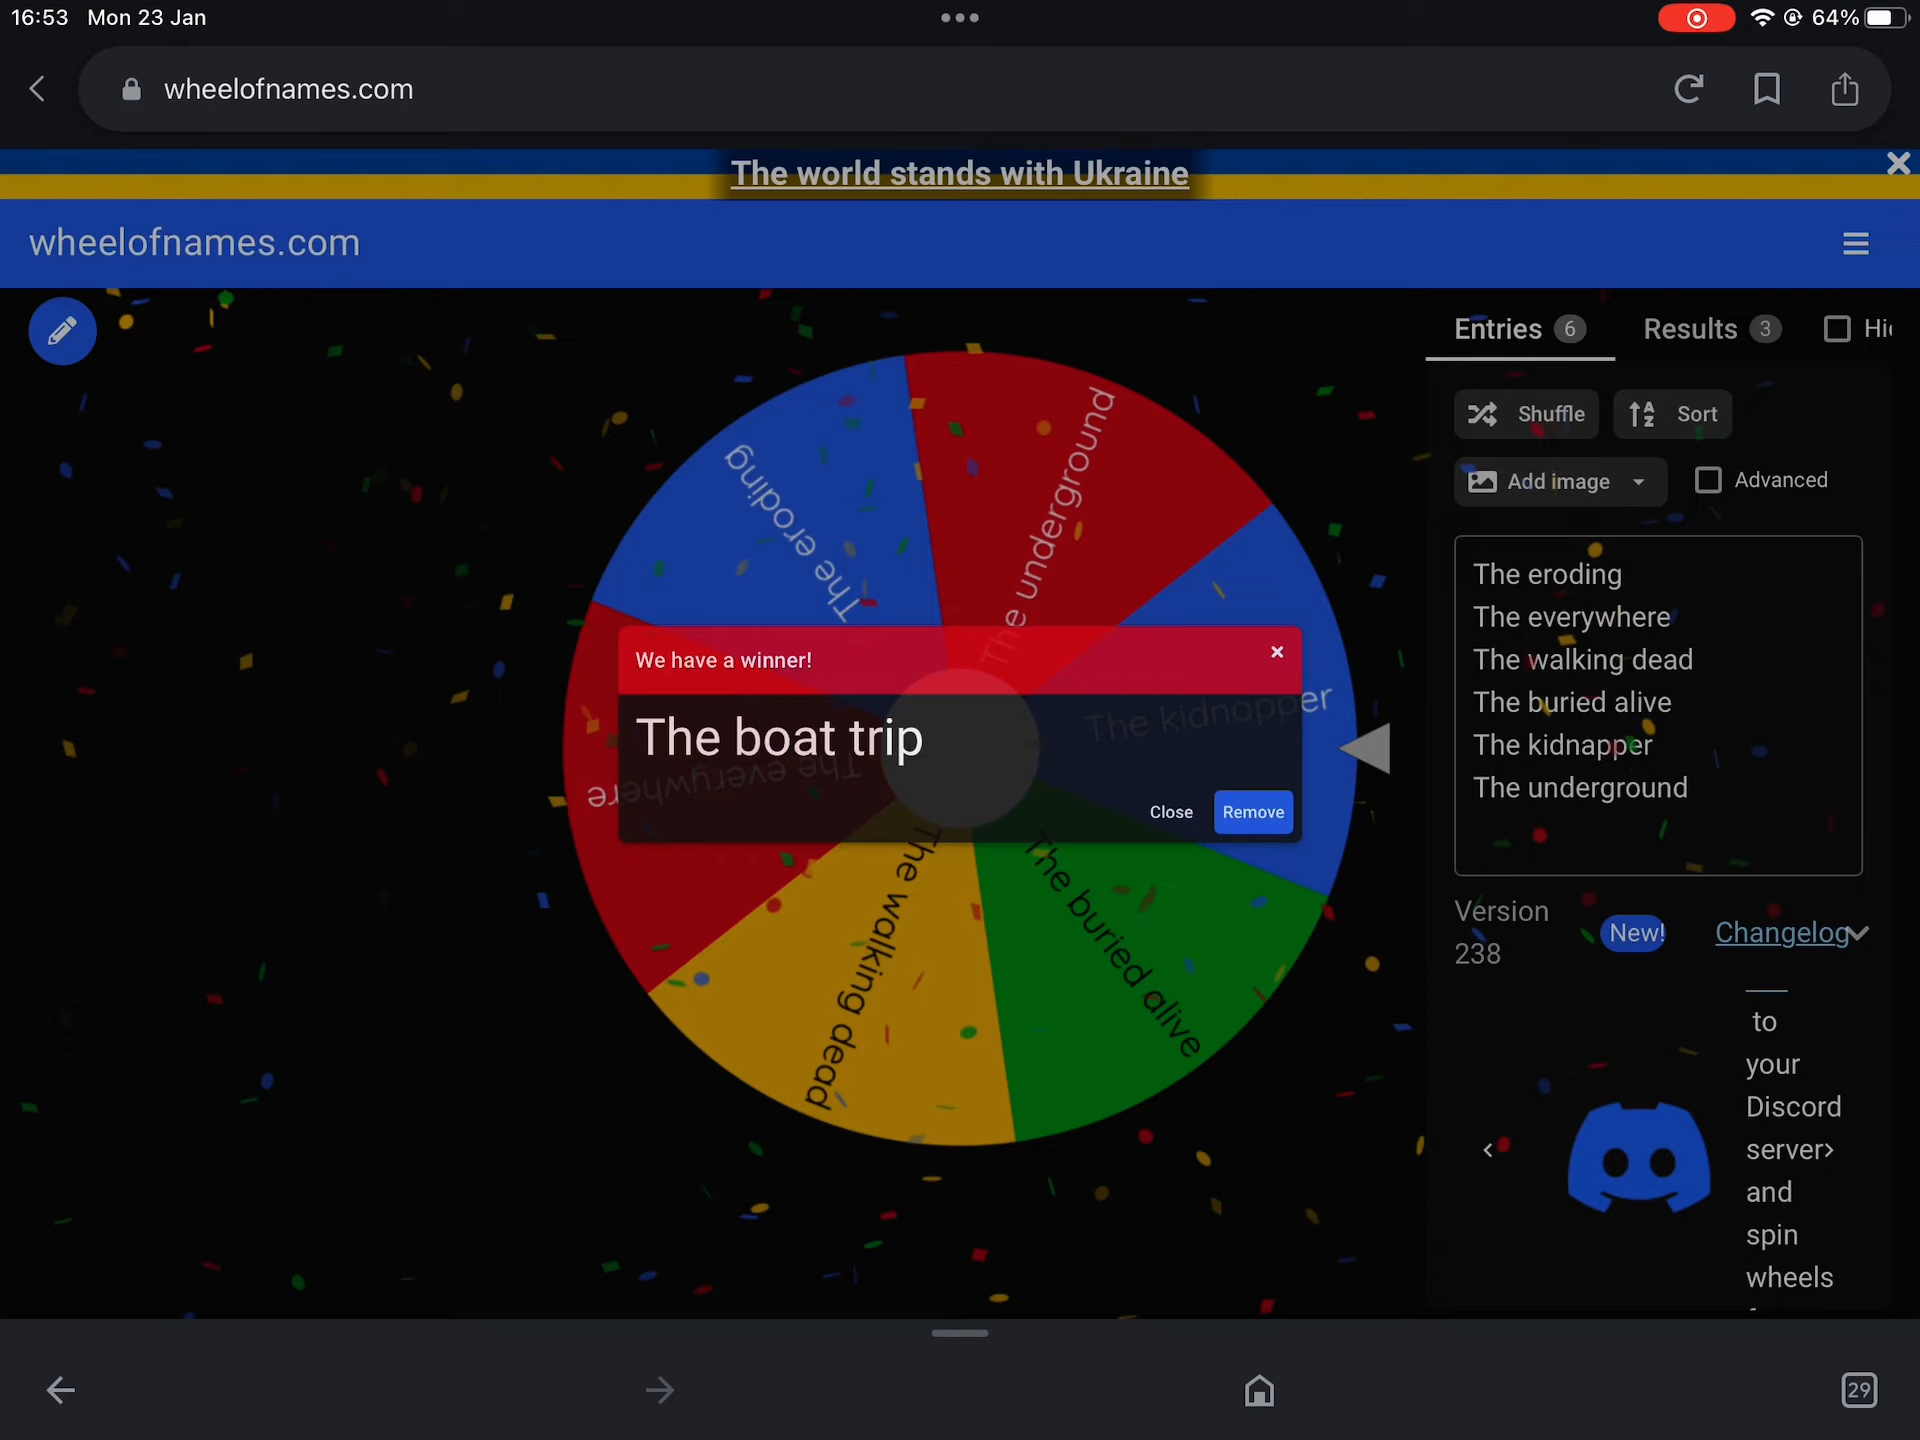 16:53 Mon 23 Jan
64%
wheelofnames.com
The world stands with Ukraine
wheelofnames.com
Entries 6 Results 3
Shuffle Sort
Add image Advanced
The eroding
The everywhere
The walking dead
The buried alive
The kidnapper
The underground
The eroding
The underground
The kidnapper
The everywhere
The walking dead
The buried alive
We have a winner!
The boat trip
Close Remove
Version
238
New!
Changelog
to
your
Discord
server
and
spin
wheels
29